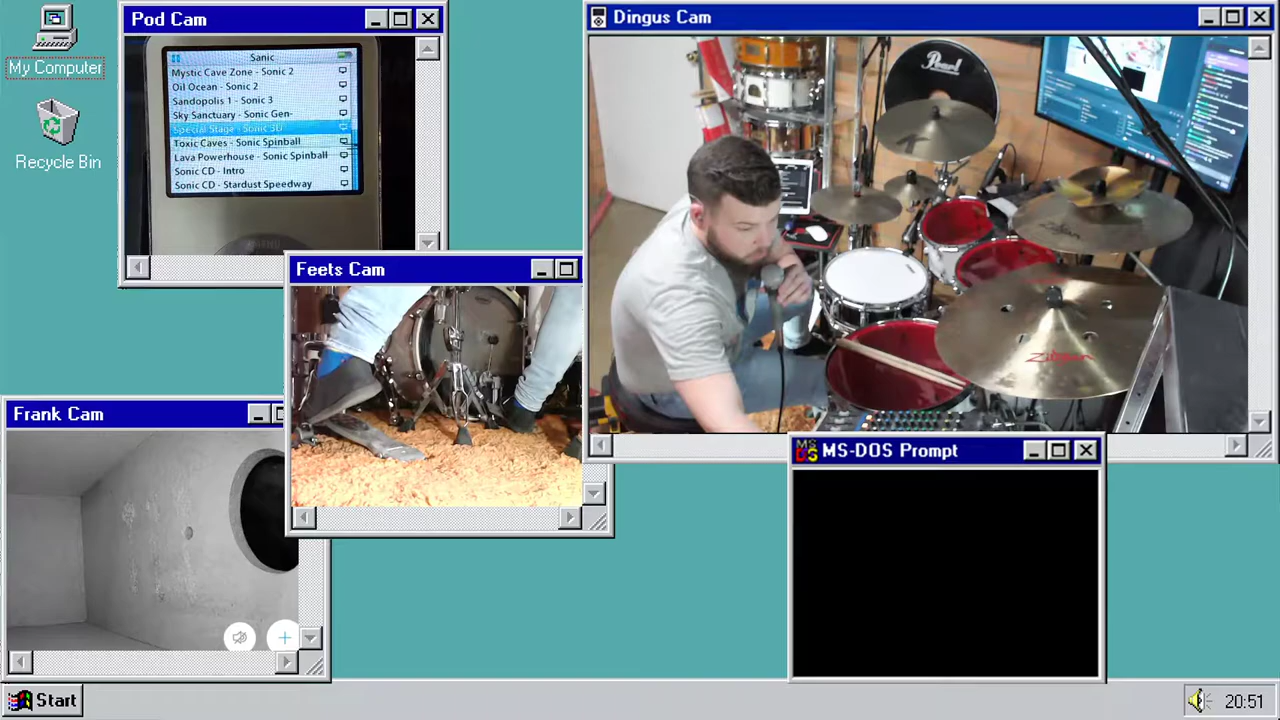 My Computer
Recycle Bin
Pod Cam
Sanic
Mystic Cave Zone - Sonic 2
Oil Ocean - Sonic 2
Sandopolis 1 - Sonic 3
Sky Sanctuary - Sonic Gen-
Special Stage - Sonic 3D
Toxic Caves - Sonic Spinball
Lava Powerhouse - Sonic Spinball
Sonic CD - Intro
Sonic CD - Stardust Speedway
MENU
Feets Cam
Frank Cam
Dingus Cam
Pearl
Zildjian
MS-DOS Prompt
Start
20:51